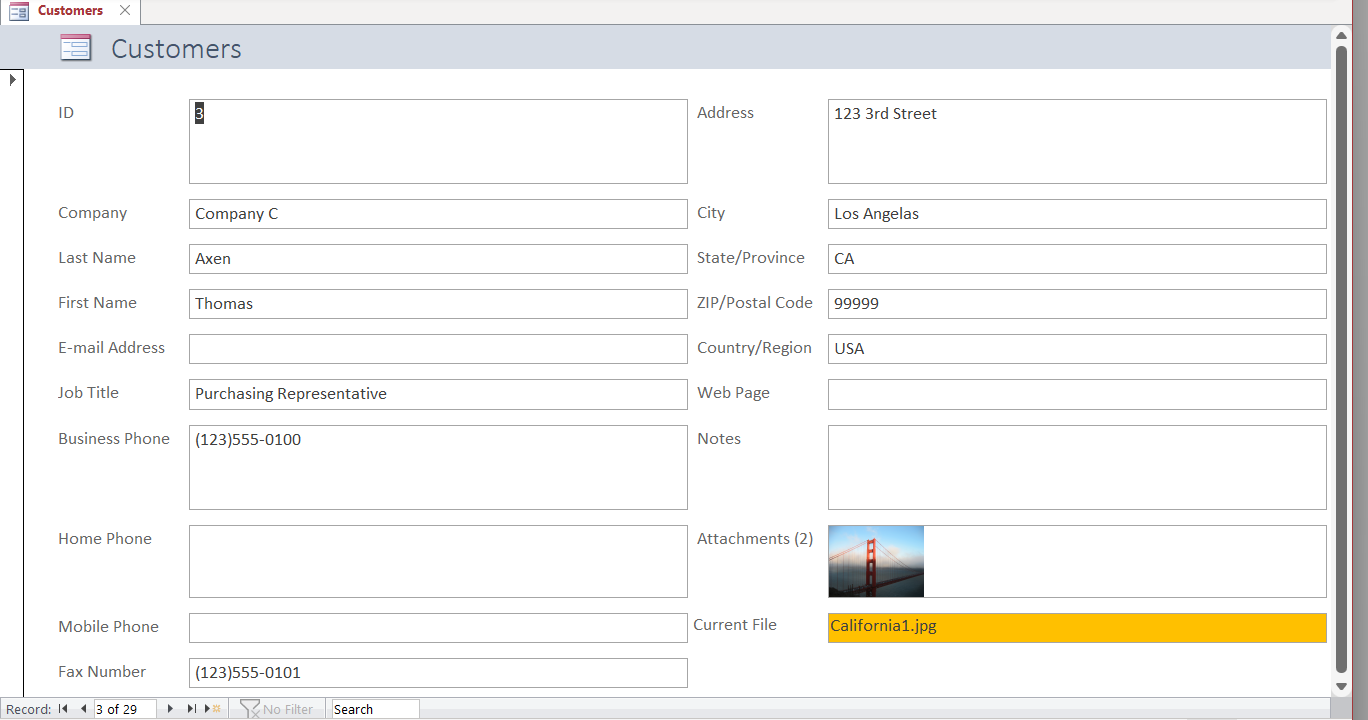 Customers
Customers
ID
3
Address
123 3rd Street
Company
Company C
City
Los Angelas
Last Name
Axen
State/Province
CA
First Name
Thomas
ZIP/Postal Code
99999
E-mail Address
Country/Region
USA
Job Title
Purchasing Representative
Web Page
Business Phone
(123)555-0100
Notes
Home Phone
Attachments (2)
Mobile Phone
Current File
California1.jpg
Fax Number
(123)555-0101
Record:
3 of 29
No Filter
Search